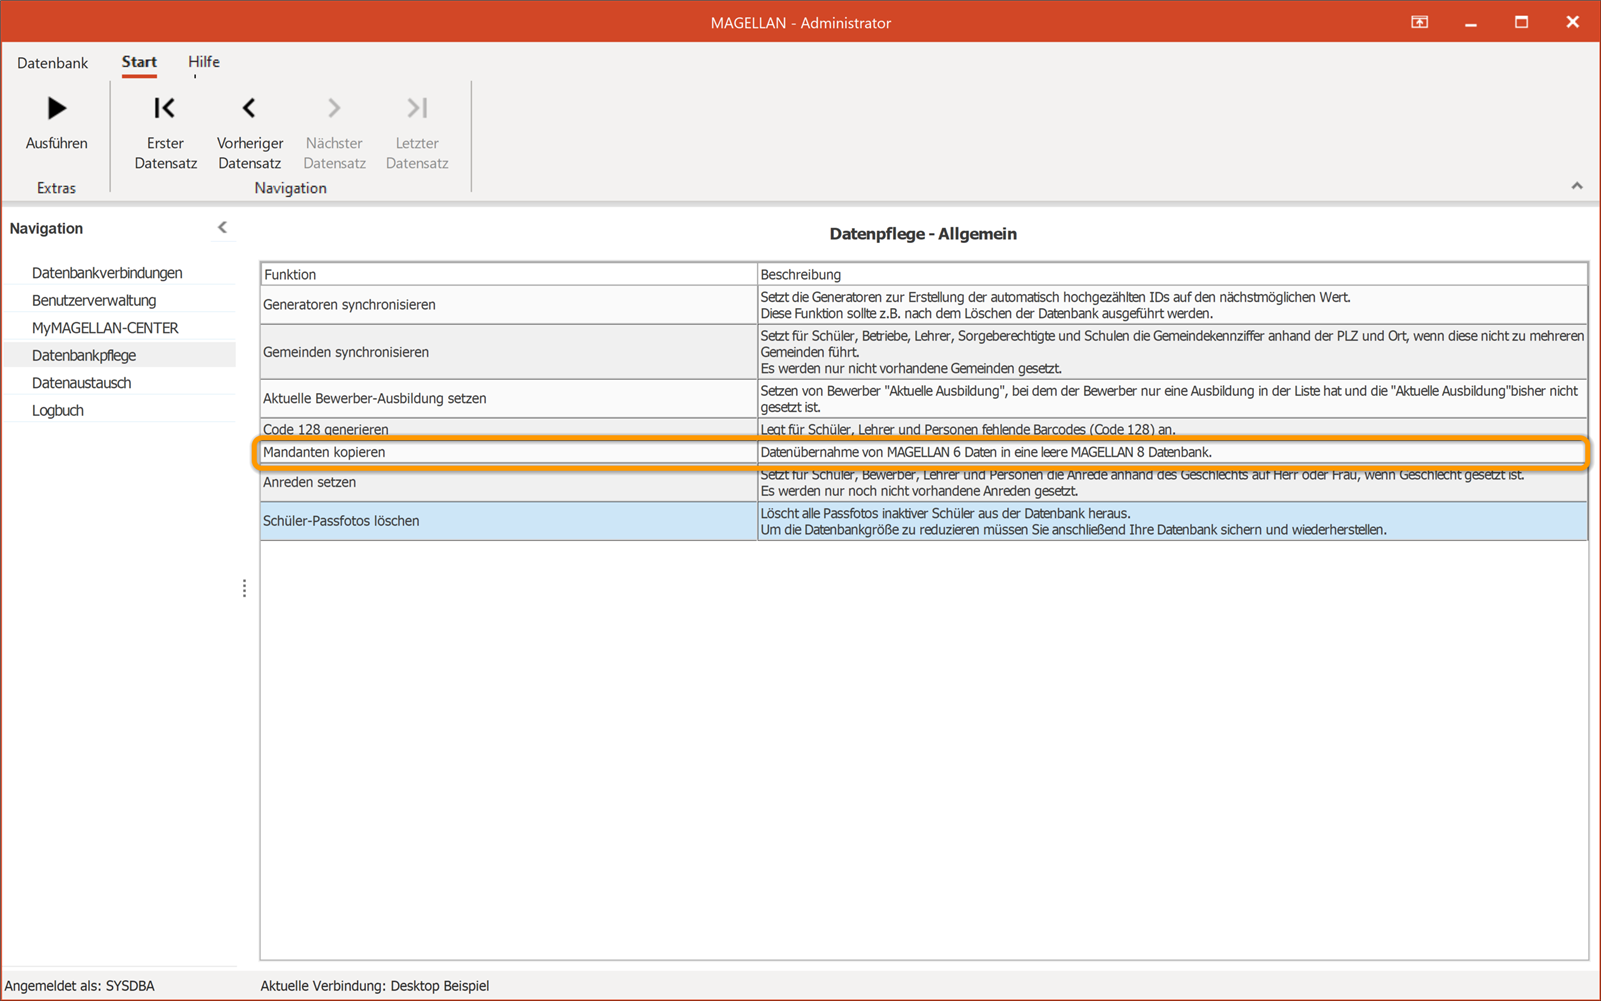 MAGELLAN - Administrator
Datenbank
Start
Hilfe
Ausführen
Erster
Datensatz
Vorheriger
Datensatz
Nächster
Datensatz
Letzter
Datensatz
Extras
Navigation
Navigation
Datenbankverbindungen
Benutzerverwaltung
MyMAGELLAN-CENTER
Datenbankpflege
Datenaustausch
Logbuch
Datenpflege - Allgemein
Funktion
Beschreibung
Generatoren synchronisieren
Setzt die Generatoren zur Erstellung der automatisch hochgezählten IDs auf den nächstmöglichen Wert.
Diese Funktion sollte z.B. nach dem Löschen der Datenbank ausgeführt werden.
Gemeinden synchronisieren
Setzt für Schüler, Betriebe, Lehrer, Sorgeberechtigte und Schulen die Gemeindekennziffer anhand der PLZ und Ort, wenn diese nicht zu mehreren
Gemeinden führt.
Es werden nur nicht vorhandene Gemeinden gesetzt.
Aktuelle Bewerber-Ausbildung setzen
Setzen von Bewerber "Aktuelle Ausbildung", bei dem der Bewerber nur eine Ausbildung in der Liste hat und die "Aktuelle Ausbildung"bisher nicht
gesetzt ist.
Code 128 generieren
Legt für Schüler, Lehrer und Personen fehlende Barcodes (Code 128) an.
Mandanten kopieren
Datenübernahme von MAGELLAN 6 Daten in eine leere MAGELLAN 8 Datenbank.
Anreden setzen
Setzt für Schüler, Bewerber, Lehrer und Personen die Anrede anhand des Geschlechts auf Herr oder Frau, wenn Geschlecht gesetzt ist.
Es werden nur noch nicht vorhandene Anreden gesetzt.
Schüler-Passfotos löschen
Löscht alle Passfotos inaktiver Schüler aus der Datenbank heraus.
Um die Datenbankgröße zu reduzieren müssen Sie anschließend Ihre Datenbank sichern und wiederherstellen.
Angemeldet als: SYSDBA
Aktuelle Verbindung: Desktop Beispiel